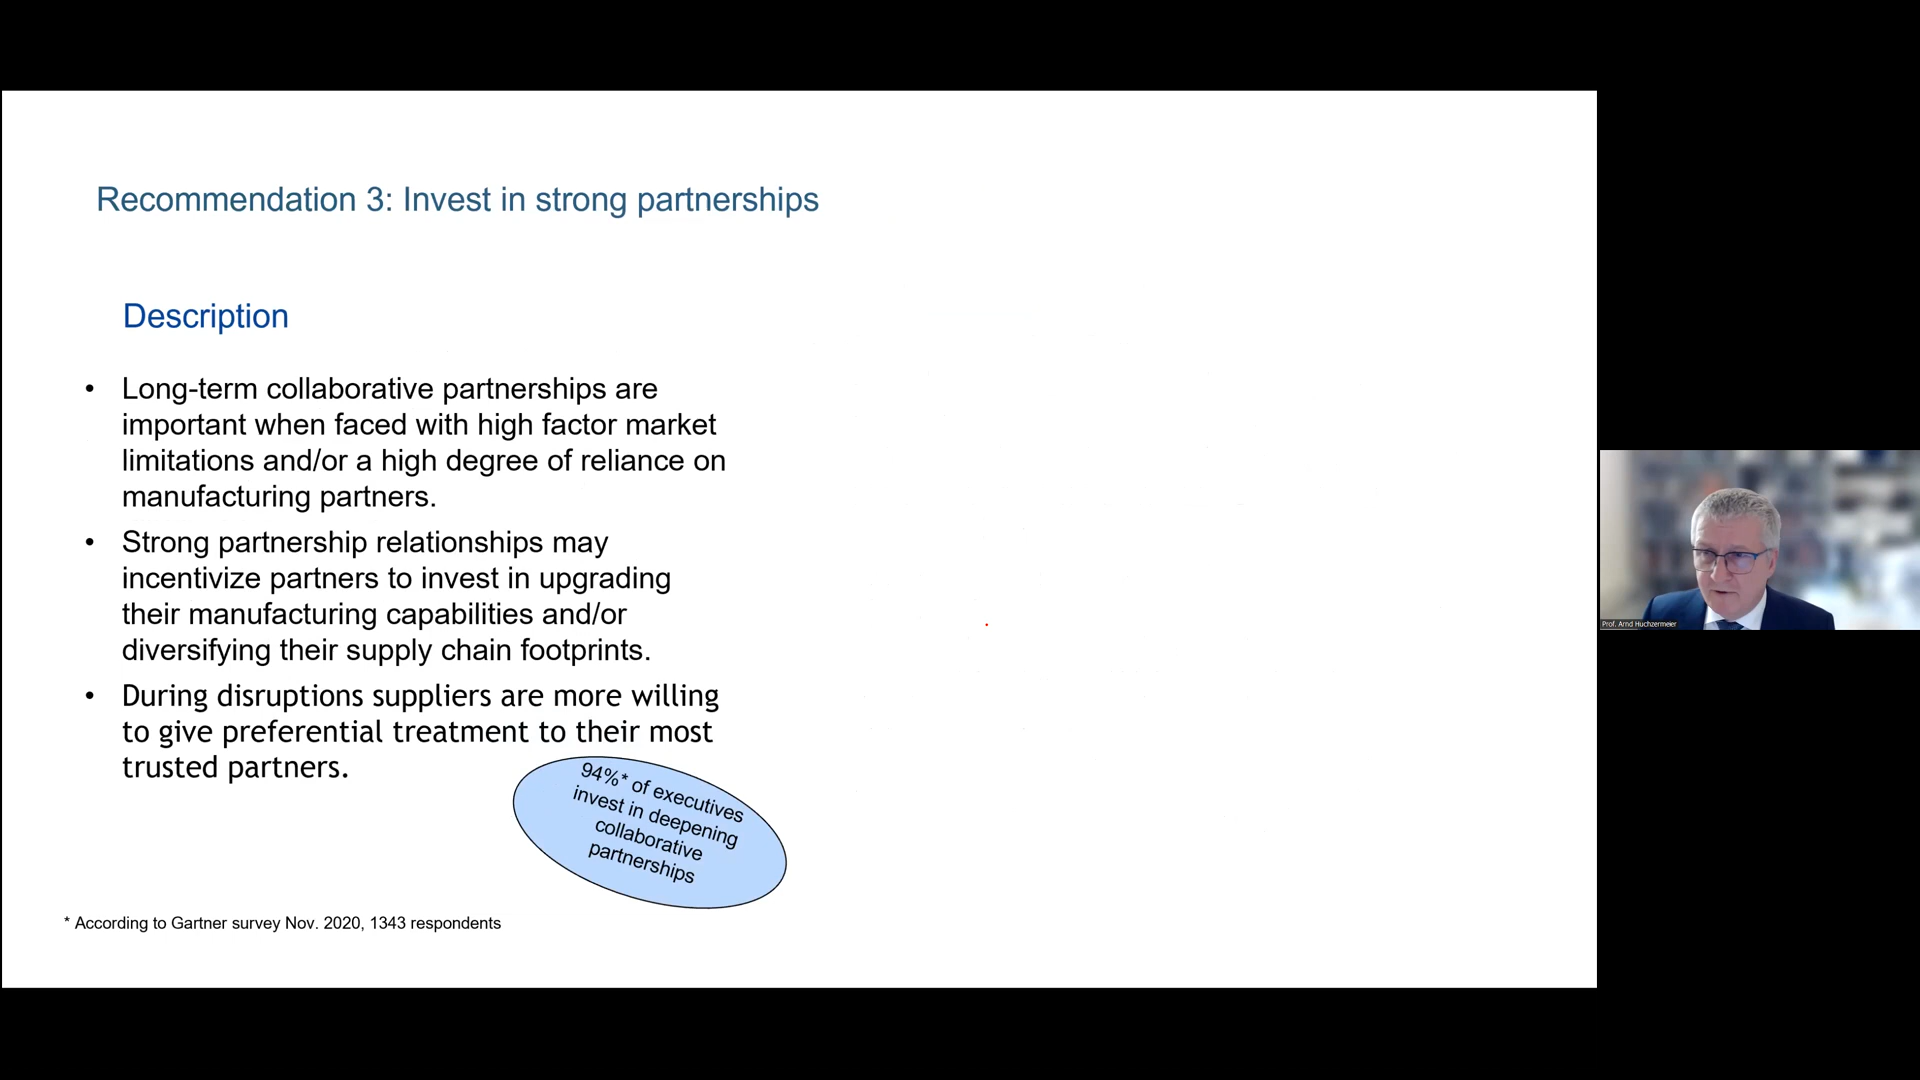 Recommendation 3: Invest in strong partnerships
Description
• Long-term collaborative partnerships are
important when faced with high factor market
limitations and/or a high degree of reliance on
manufacturing partners.
• Strong partnership relationships may
incentivize partners to invest in upgrading
their manufacturing capabilities and/or
diversifying their supply chain footprints.
• During disruptions suppliers are more willing
to give preferential treatment to their most
trusted partners.
94%* of executives
invest in deepening
collaborative
partnerships
* According to Gartner survey Nov. 2020, 1343 respondents
Prof. Arnd Huchzermeier